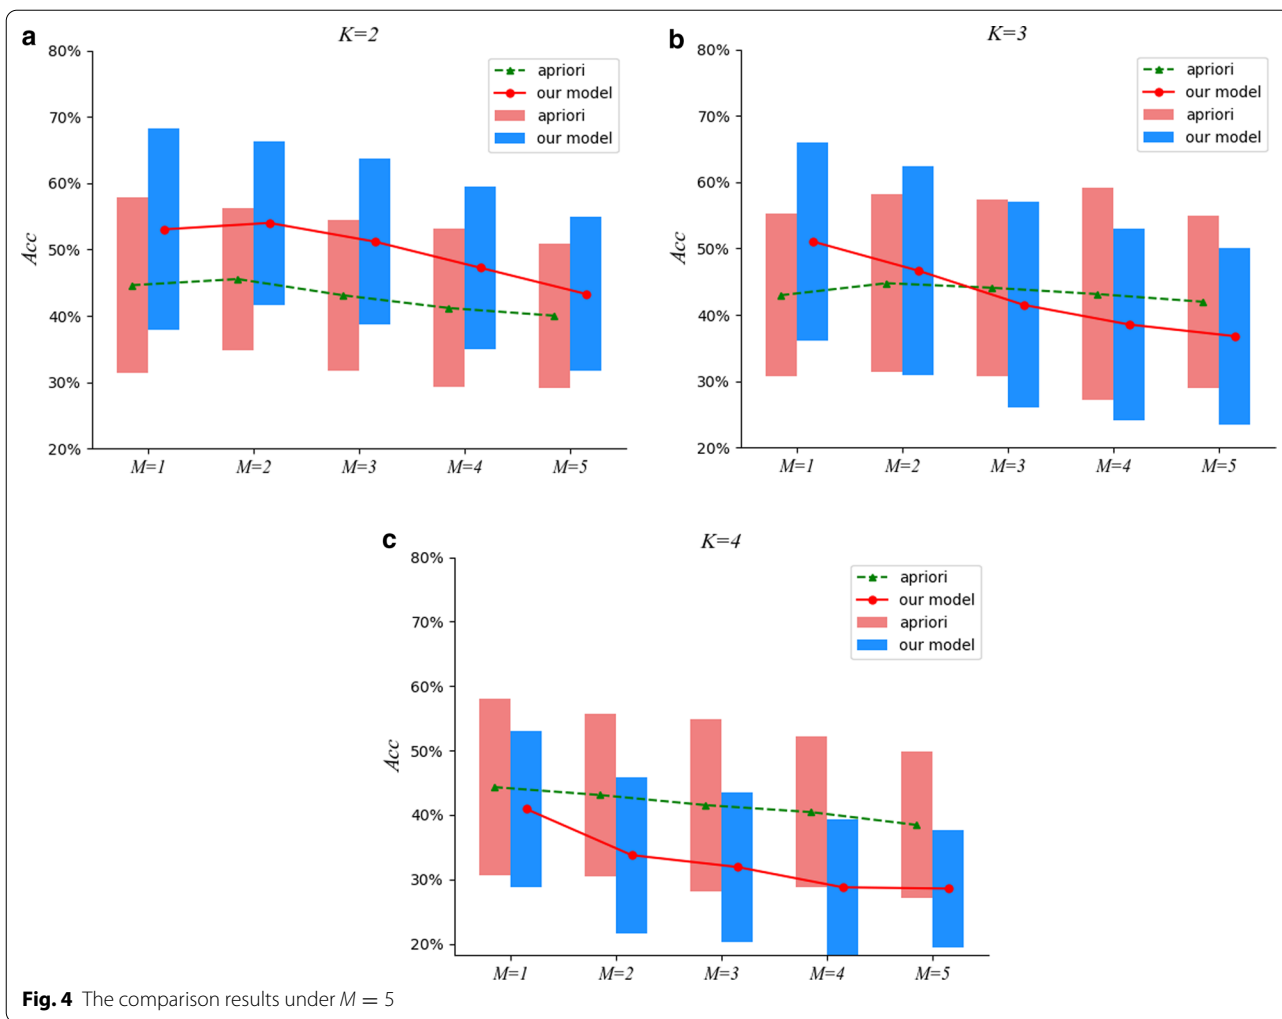 a
K=2
80%
70%
60%
50%
40%
30%
20%
Acc
apriori
our model
apriori
our model
M=1 M=2 M=3 M=4 M=5
b
K=3
80%
70%
60%
50%
40%
30%
20%
Acc
apriori
our model
apriori
our model
M=1 M=2 M=3 M=4 M=5
c
K=4
80%
70%
60%
50%
40%
30%
20%
Acc
apriori
our model
apriori
our model
M=1 M=2 M=3 M=4 M=5
Fig. 4 The comparison results under M = 5